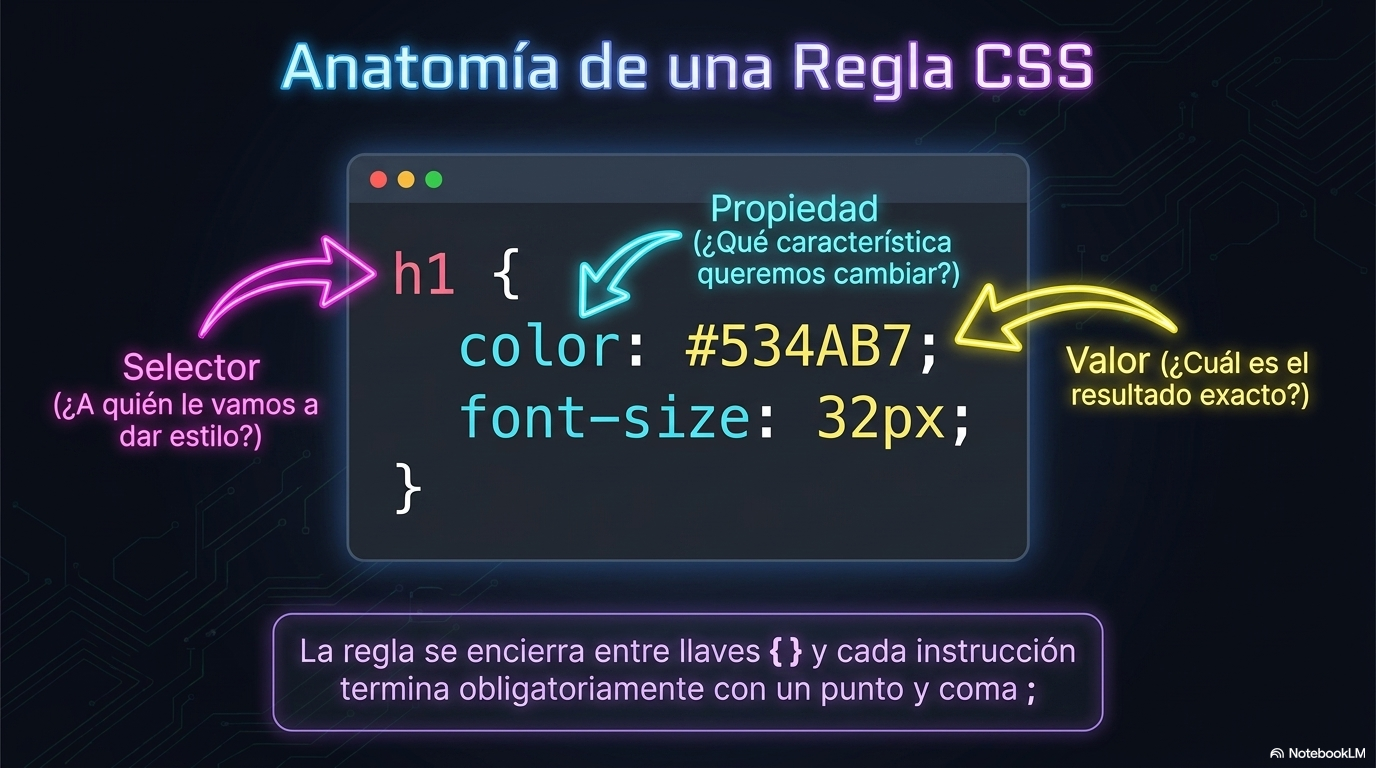 Anatomía de una Regla CSS
Propiedad
(¿Qué característica
queremos cambiar?)
h1 {
color: #534AB7;
font-size: 32px;
}
Selector
(¿A quién le vamos a
dar estilo?)
Valor (¿Cuál es el
resultado exacto?)
La regla se encierra entre llaves { } y cada instrucción
termina obligatoriamente con un punto y coma ;
NotebookLM